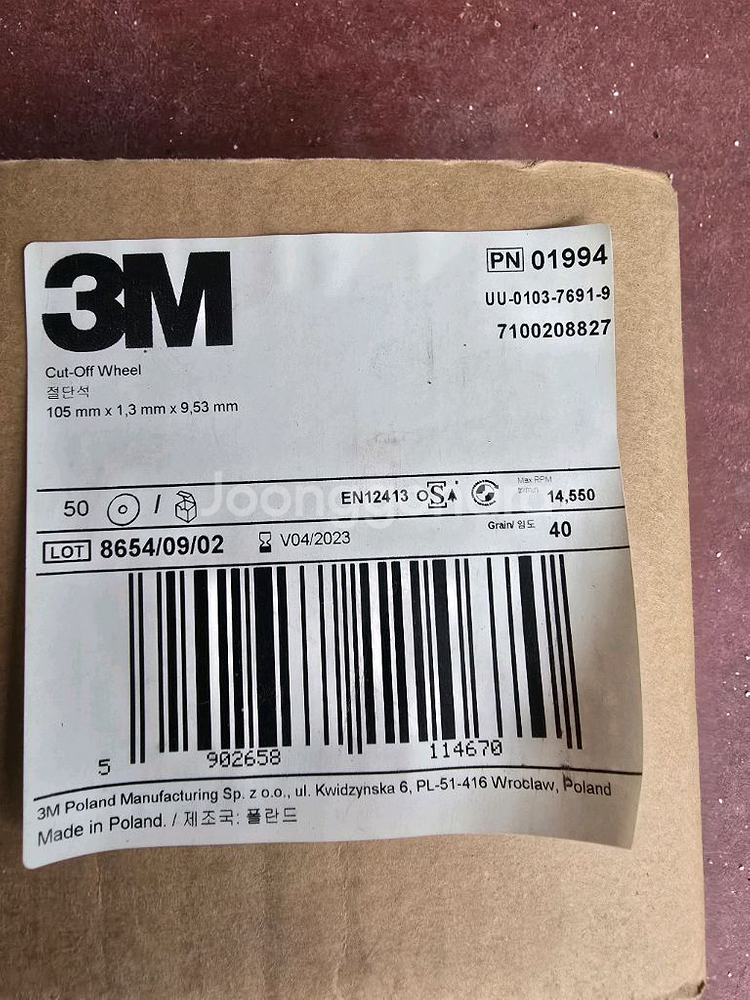 3M
PN 01994
UU-0103-7691-9
7100208827
Cut-Off Wheel
절단석
105 mm x 1,3 mm x 9,53 mm
50 / EN12413 oSA Max RPM 14,550
LOT 8654/09/02 V04/2023 Grain/ 입도 40
5 902658 114670
3M Poland Manufacturing Sp. z o.o., ul. Kwidzynska 6, PL-51-416 Wroclaw, Poland
Made in Poland. / 제조국: 폴란드